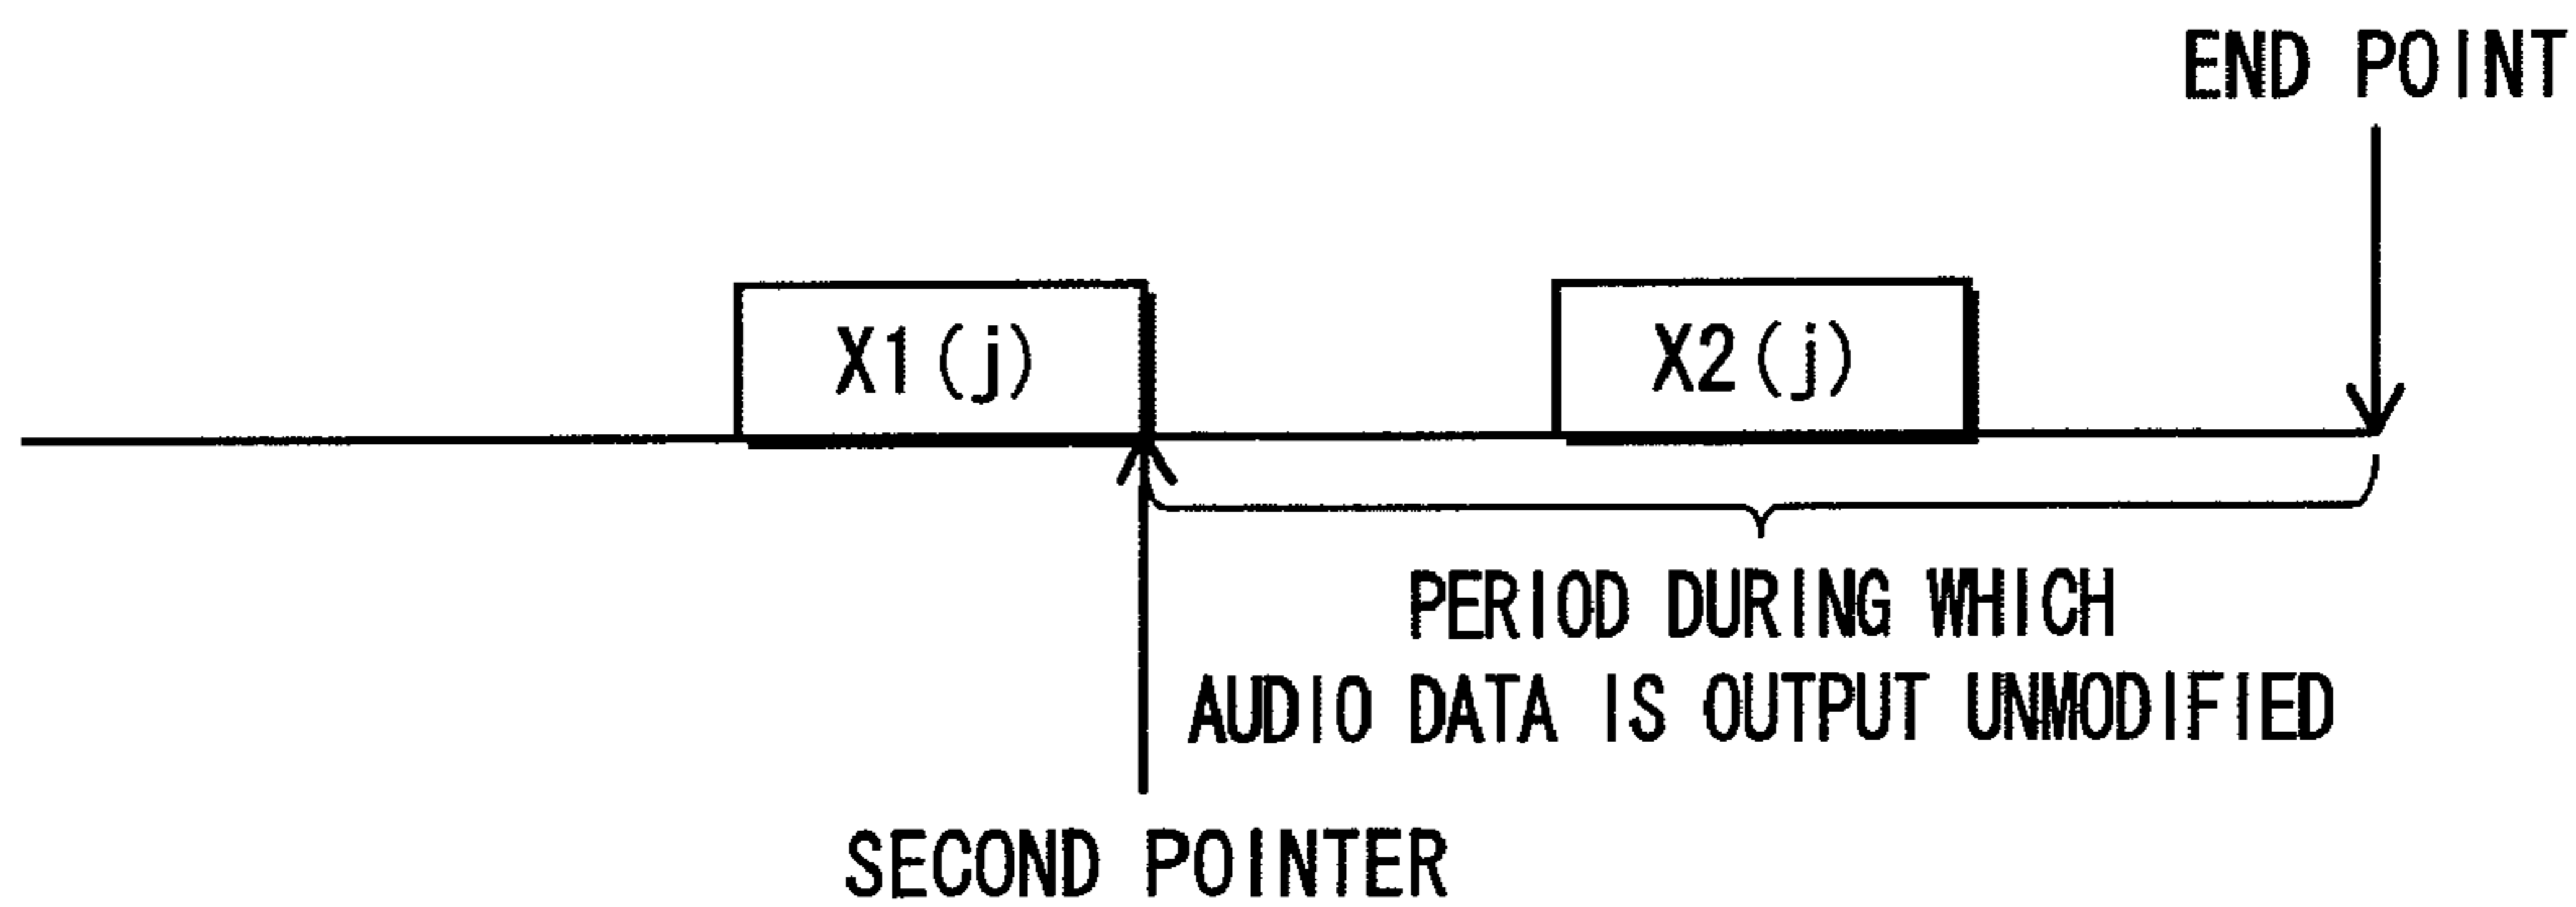 END POINT
X1(j)
X2(j)
PERIOD DURING WHICH
AUDIO DATA IS OUTPUT UNMODIFIED
SECOND POINTER